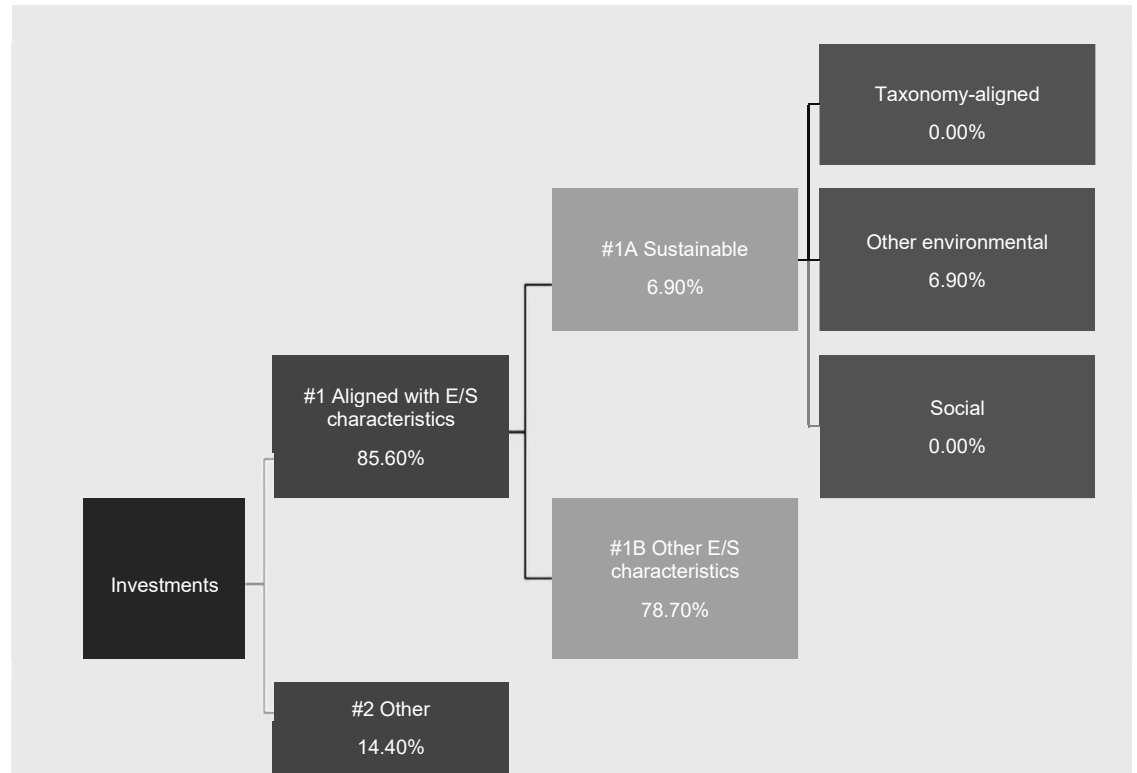 Taxonomy-aligned
0.00%
#1A Sustainable
6.90%
Other environmental
6.90%
#1 Aligned with E/S
characteristics
85.60%
Social
0.00%
Investments
#1B Other E/S
characteristics
78.70%
#2 Other
14.40%